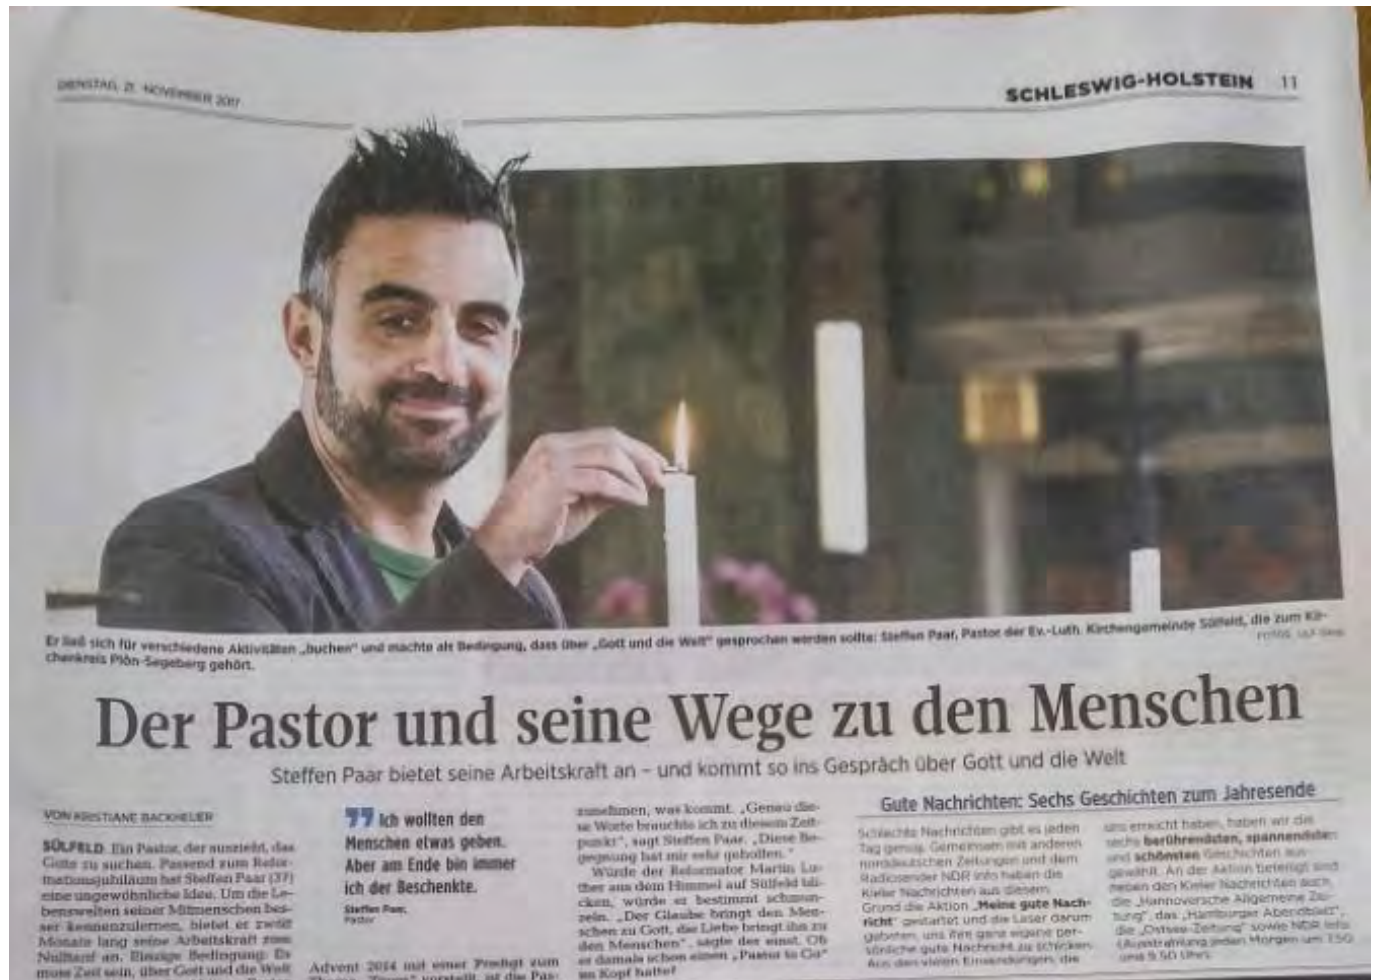 DIENSTAG, 21. NOVEMBER 2017
SCHLESWIG-HOLSTEIN 11
Er ließ sich für verschiedene Aktivitäten „buchen“ und machte als Bedingung, dass über „Gott und die Welt“ gesprochen werden sollte: Steffen Paar, Pastor der Ev.-Luth. Kirchengemeinde Sülfeld, die zum Kir-
chenkreis Plön-Segeberg gehört.
FOTOS: ULF
Der Pastor und seine Wege zu den Menschen
Steffen Paar bietet seine Arbeitskraft an – und kommt so ins Gespräch über Gott und die Welt
VON KRISTIANE BACKHEUER
SÜLFELD. Ein Pastor, der auszieht, das
Gute zu suchen. Passend zum Refor-
mationsjubiläum hat Steffen Paar (37)
eine ungewöhnliche Idee. Um die Le-
benswelten seiner Mitmenschen bes-
ser kennenzulernen, bietet er zwölf
Monate lang seine Arbeitskraft zum
Nulltarif an. Einzige Bedingung: Es
muss Zeit sein, über Gott und die Welt
„Ich wollten den
Menschen etwas geben.
Aber am Ende bin immer
ich der Beschenkte.
Steffen Paar,
Pastor
Advent 2014 mit einer Predigt zum
vorstellt, ist die Pas-
zunehmen, was kommt. „Genau die-
se Worte brauchte ich zu diesem Zeit-
punkt“, sagt Steffen Paar. „Diese Be-
gegnung hat mir sehr geholfen.“
Würde der Reformator Martin Lu-
ther aus dem Himmel auf Sülfeld bli-
cken, würde er bestimmt schmun-
zeln. „Der Glaube bringt den Men-
schen zu Gott, die Liebe bringt ihn zu
den Menschen“, sagte der einst. Ob
er damals schon einen „Pastor to Go“
im Kopf hatte?
Gute Nachrichten: Sechs Geschichten zum Jahresende
Schlechte Nachrichten gibt es jeden
Tag genug. Gemeinsam mit anderen
norddeutschen Zeitungen und dem
Radiosender NDR Info haben die
Kieler Nachrichten aus diesem
Grund die Aktion „Meine gute Nach-
richt“ gestartet und die Leser darum
gebeten, uns ihre ganz eigene per-
sönliche gute Nachricht zu schicken.
Aus den vielen Einsendungen, die
uns erreicht haben, haben wir die
sechs berührendsten, spannendsten
und schönsten Geschichten aus-
gewählt. An der Aktion beteiligt sind
neben den Kieler Nachrichten auch
die „Hannoversche Allgemeine Zei-
tung“, das „Hamburger Abendblatt“,
die „Ostsee-Zeitung“ sowie NDR Info
(Ausstrahlung jeden Morgen um 7.50
und 9.50 Uhr).